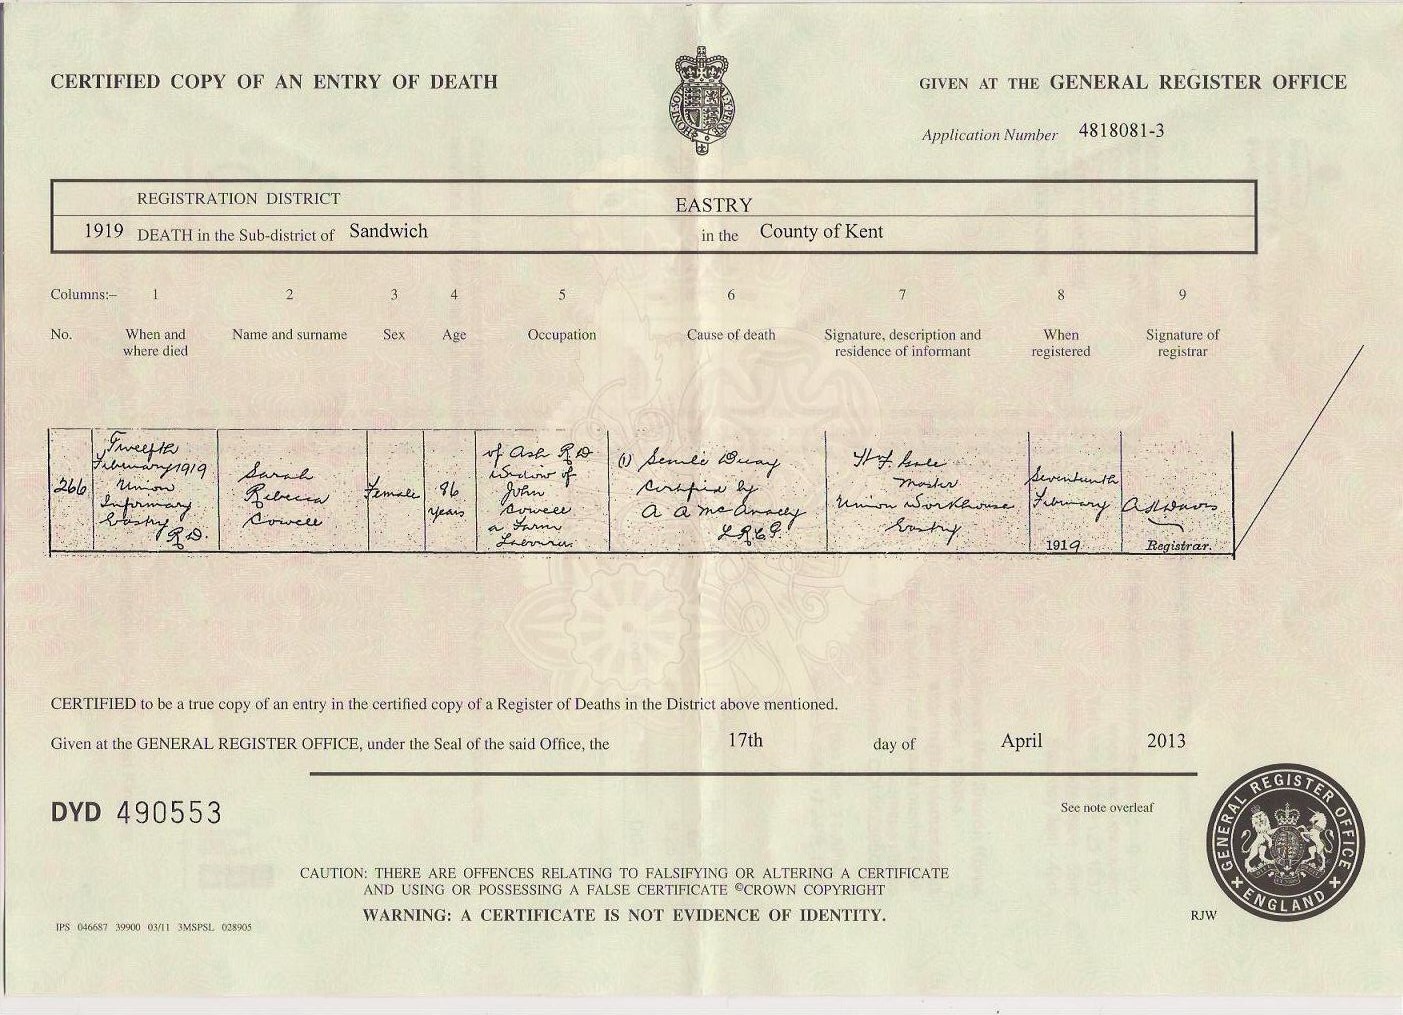 CERTIFIED COPY OF AN ENTRY OF DEATH
GIVEN AT THE GENERAL REGISTER OFFICE
Application Number 4818081-3
REGISTRATION DISTRICT EASTRY
1919 DEATH in the Sub-district of Sandwich in the County of Kent
Columns:– 1 2 3 4 5 6 7 8 9
No.
When and
where died
Name and surname
Sex
Age
Occupation
Cause of death
Signature, description and
residence of informant
When
registered
Signature of
registrar
266
Twelfth
February 1919
Union
Infirmary
Eastry
R.D.
Sarah
Rebecca
Cowell
Female
86
years
of Ash R D
Widow of
John
Cowell
a Farm
Labourer
(1) Senile Decay
Certified by
A A
Master
Union Workhouse
Eastry
Seventeenth
February
1919
Registrar.
CERTIFIED to be a true copy of an entry in the certified copy of a Register of Deaths in the District above mentioned.
Given at the GENERAL REGISTER OFFICE, under the Seal of the said Office, the 17th day of April 2013
DYD 490553
See note overleaf
CAUTION: THERE ARE OFFENCES RELATING TO FALSIFYING OR ALTERING A CERTIFICATE
AND USING OR POSSESSING A FALSE CERTIFICATE ©CROWN COPYRIGHT
WARNING: A CERTIFICATE IS NOT EVIDENCE OF IDENTITY.
IPS 046687 39900 03/11 3MSPSL 028905
RJW
GENERAL REGISTER OFFICE
ENGLAND